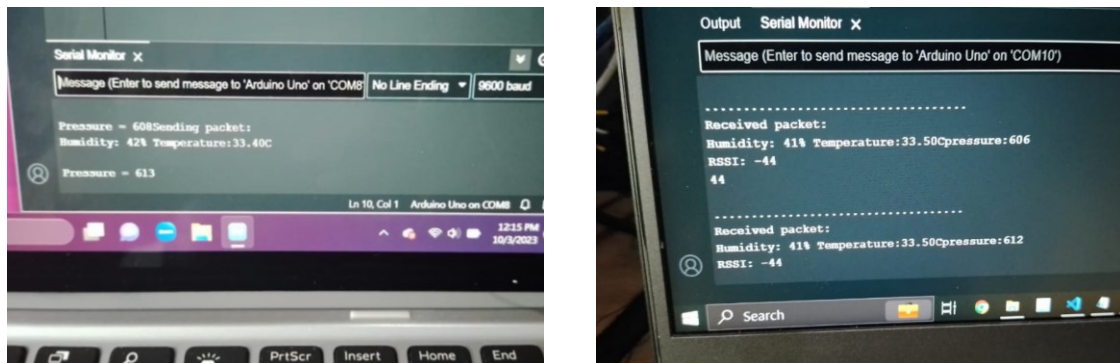 Serial Monitor X
Message (Enter to send message to 'Arduino Uno' on 'COM8'
No Line Ending
9600 baud
Pressure = 608Sending packet:
Humidity: 42% Temperature:33.40C
Pressure = 613
Ln 10, Col 1 Arduino Uno on COM8
12:15 PM
10/3/2023
PrtScr Insert Home End
Output Serial Monitor X
Message (Enter to send message to 'Arduino Uno' on 'COM10')
....................................
Received packet:
Humidity: 41% Temperature:33.50Cpressure:606
RSSI: -44
44
....................................
Received packet:
Humidity: 41% Temperature:33.50Cpressure:612
RSSI: -44
Search